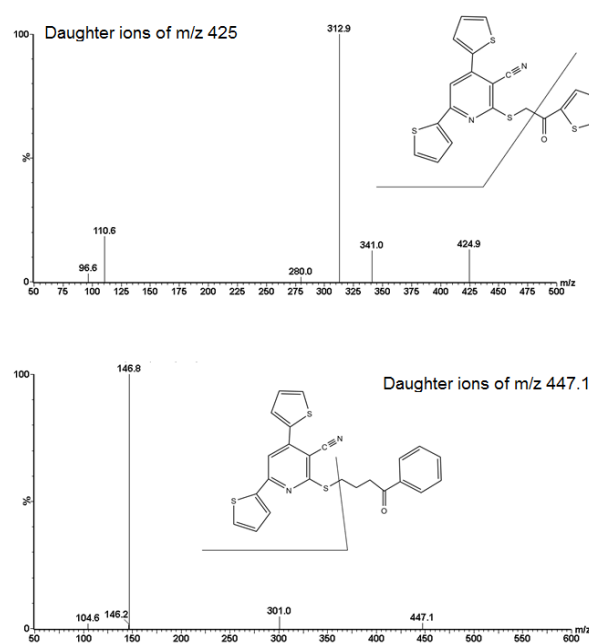 Daughter ions of m/z 425
100
%
0
312.9
110.6
96.6
280.0
341.0
424.9
m/z
50 75 100 125 150 175 200 225 250 275 300 325 350 375 400 425 450 475 500
S
S
N
C≡N
S
O
S
Daughter ions of m/z 447.1
100
%
0
146.8
104.6
146.2
301.0
447.1
m/z
50 100 150 200 250 300 350 400 450 500 550 600
S
S
N
C≡N
S
O